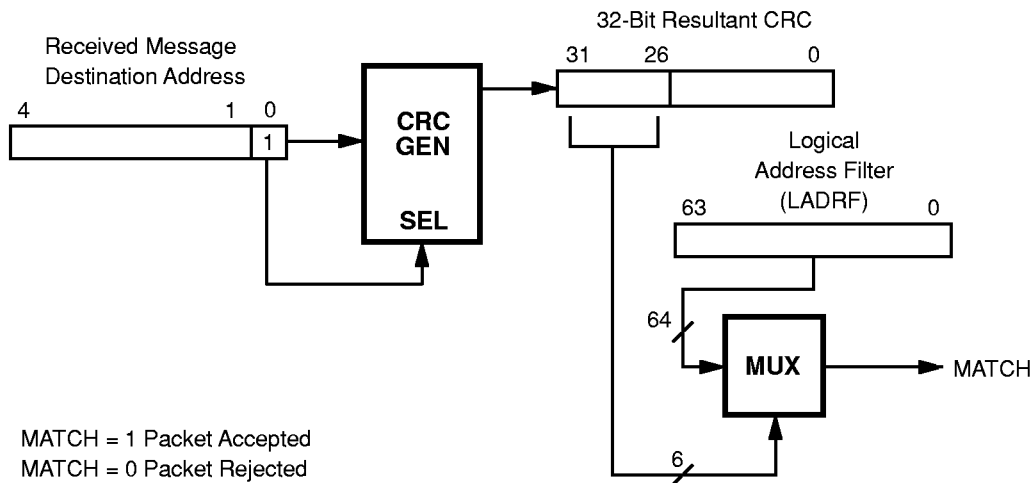 32-Bit Resultant CRC
Received Message
Destination Address
31 26 0
4 1 0
1
CRC
GEN
SEL
Logical
Address Filter
(LADRF)
63 0
64
MUX
MATCH
6
MATCH = 1 Packet Accepted
MATCH = 0 Packet Rejected